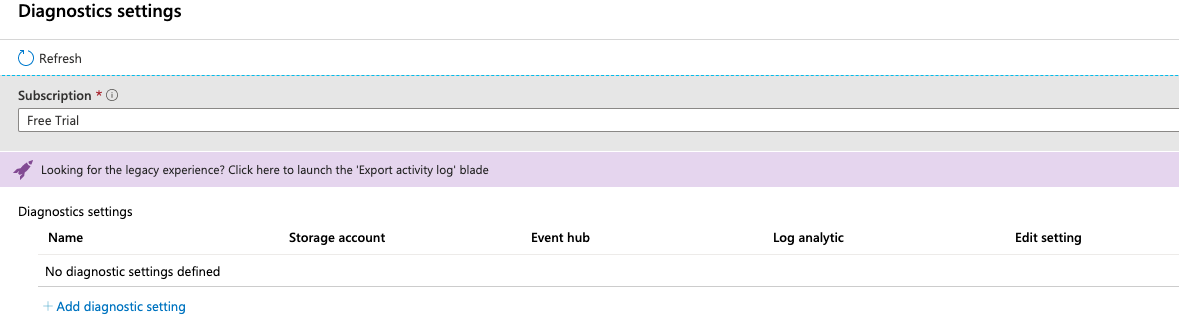 Diagnostics settings
Refresh
Subscription *
Free Trial
Looking for the legacy experience? Click here to launch the 'Export activity log' blade
Diagnostics settings
Name Storage account Event hub Log analytic Edit setting
No diagnostic settings defined
+ Add diagnostic setting